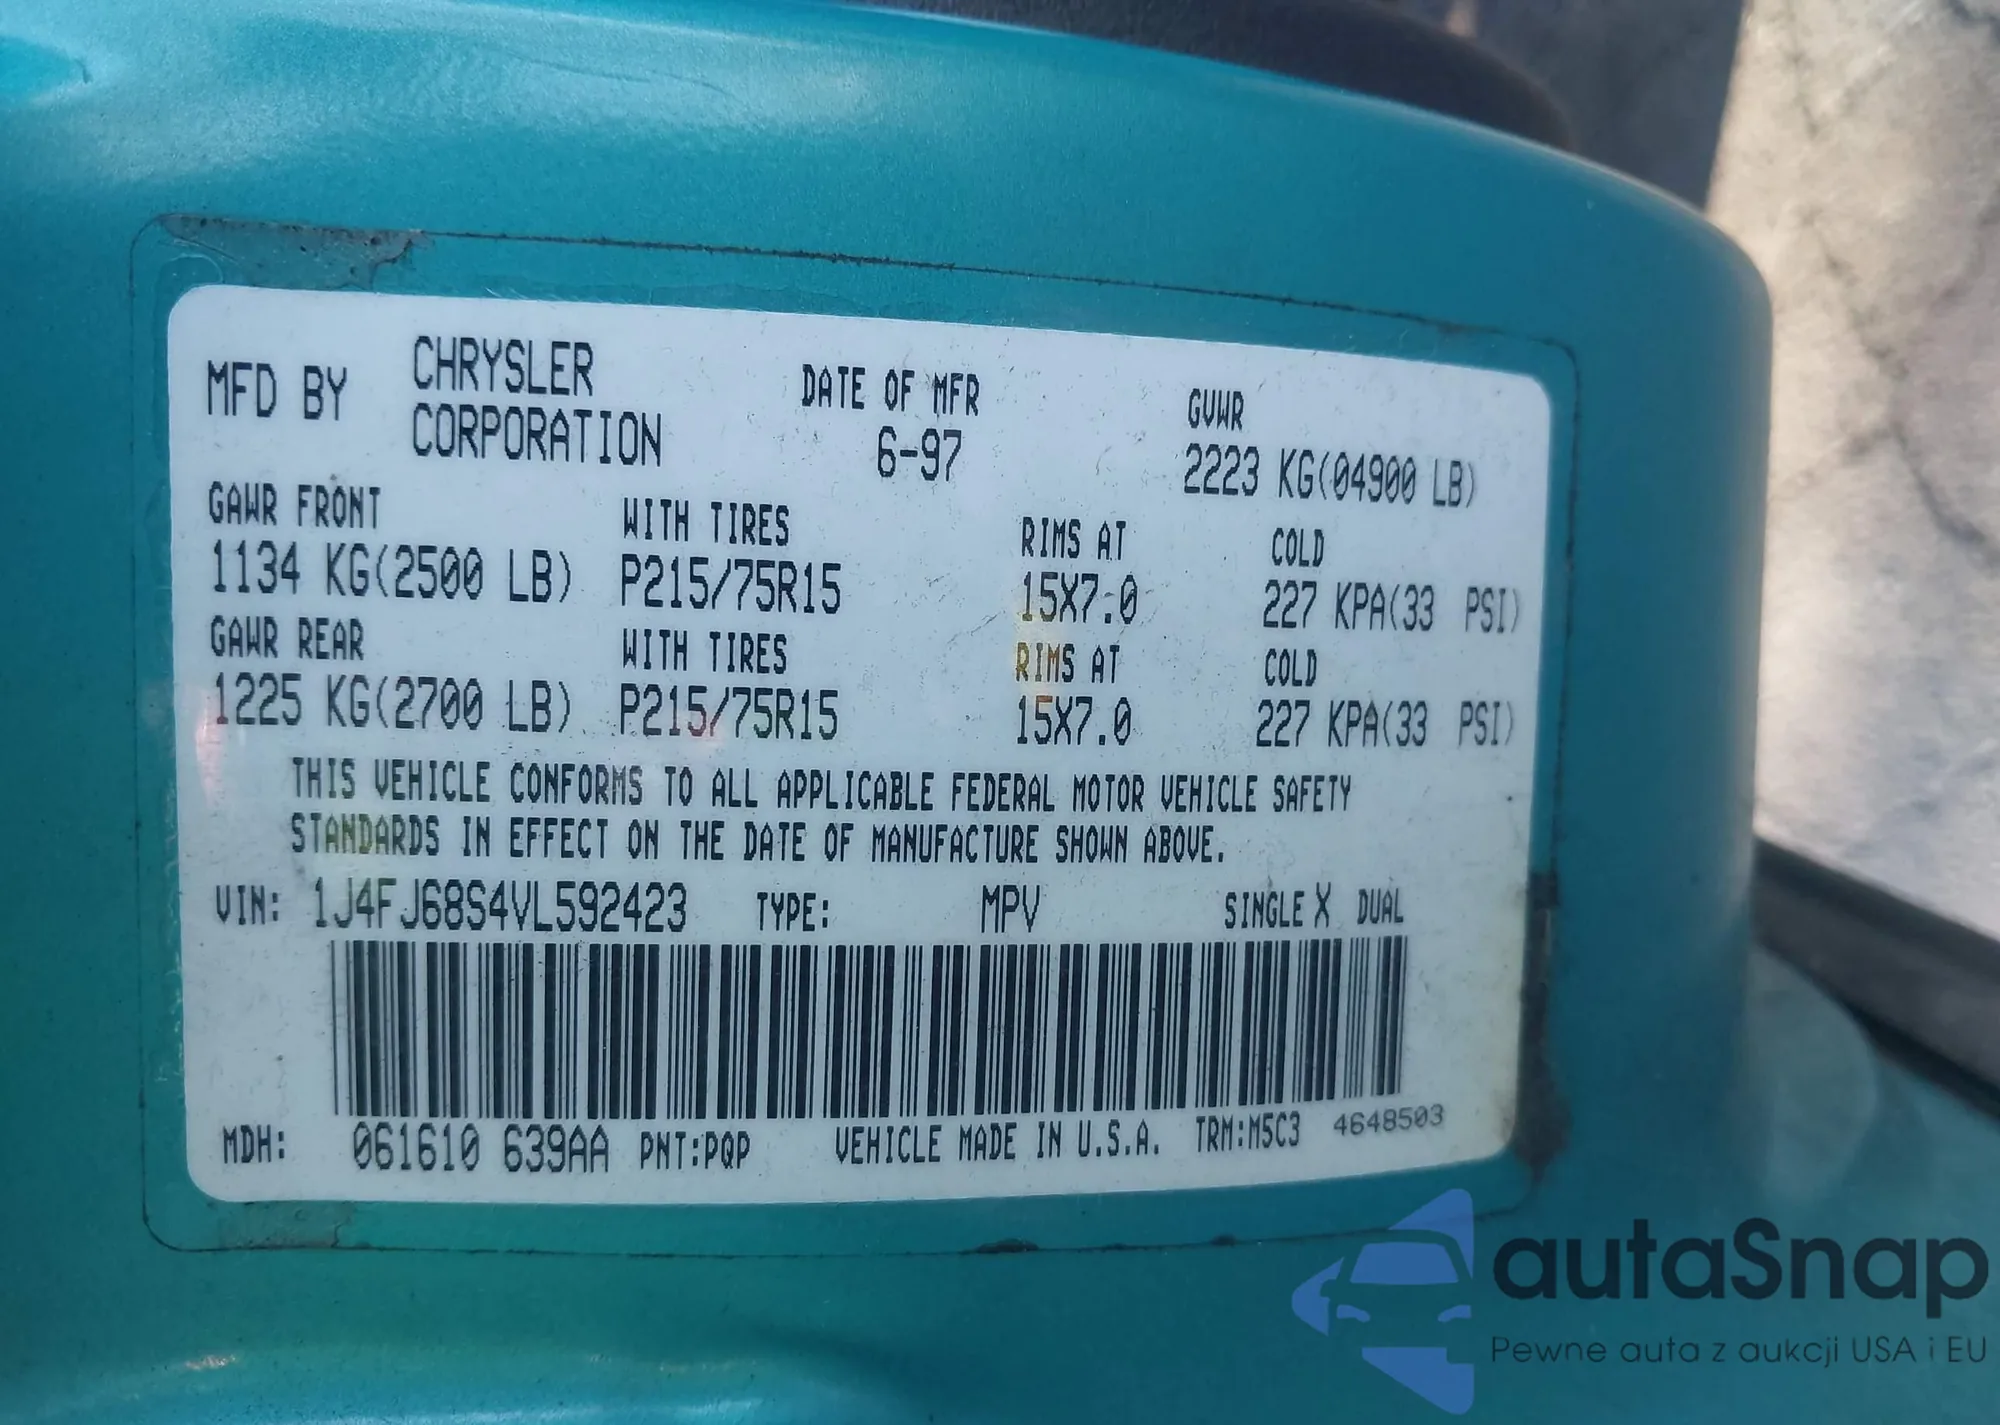 MFD BY CHRYSLER CORPORATION DATE OF MFR 6-97 GVWR
2223 KG(04900 LB)
GAWR FRONT WITH TIRES RIMS AT COLD
1134 KG(2500 LB) P215/75R15 15X7.0 227 KPA(33 PSI)
GAWR REAR WITH TIRES RIMS AT COLD
1225 KG(2700 LB) P215/75R15 15X7.0 227 KPA(33 PSI)
THIS VEHICLE CONFORMS TO ALL APPLICABLE FEDERAL MOTOR VEHICLE SAFETY
STANDARDS IN EFFECT ON THE DATE OF MANUFACTURE SHOWN ABOVE.
VIN: 1J4FJ68S4VL592423 TYPE: MPV SINGLE X DUAL
MDH: 061610 639AA PNT:PQP VEHICLE MADE IN U.S.A. TRM:M5C3 4648503
autaSnap
Pewne auta z aukcji USA i EU